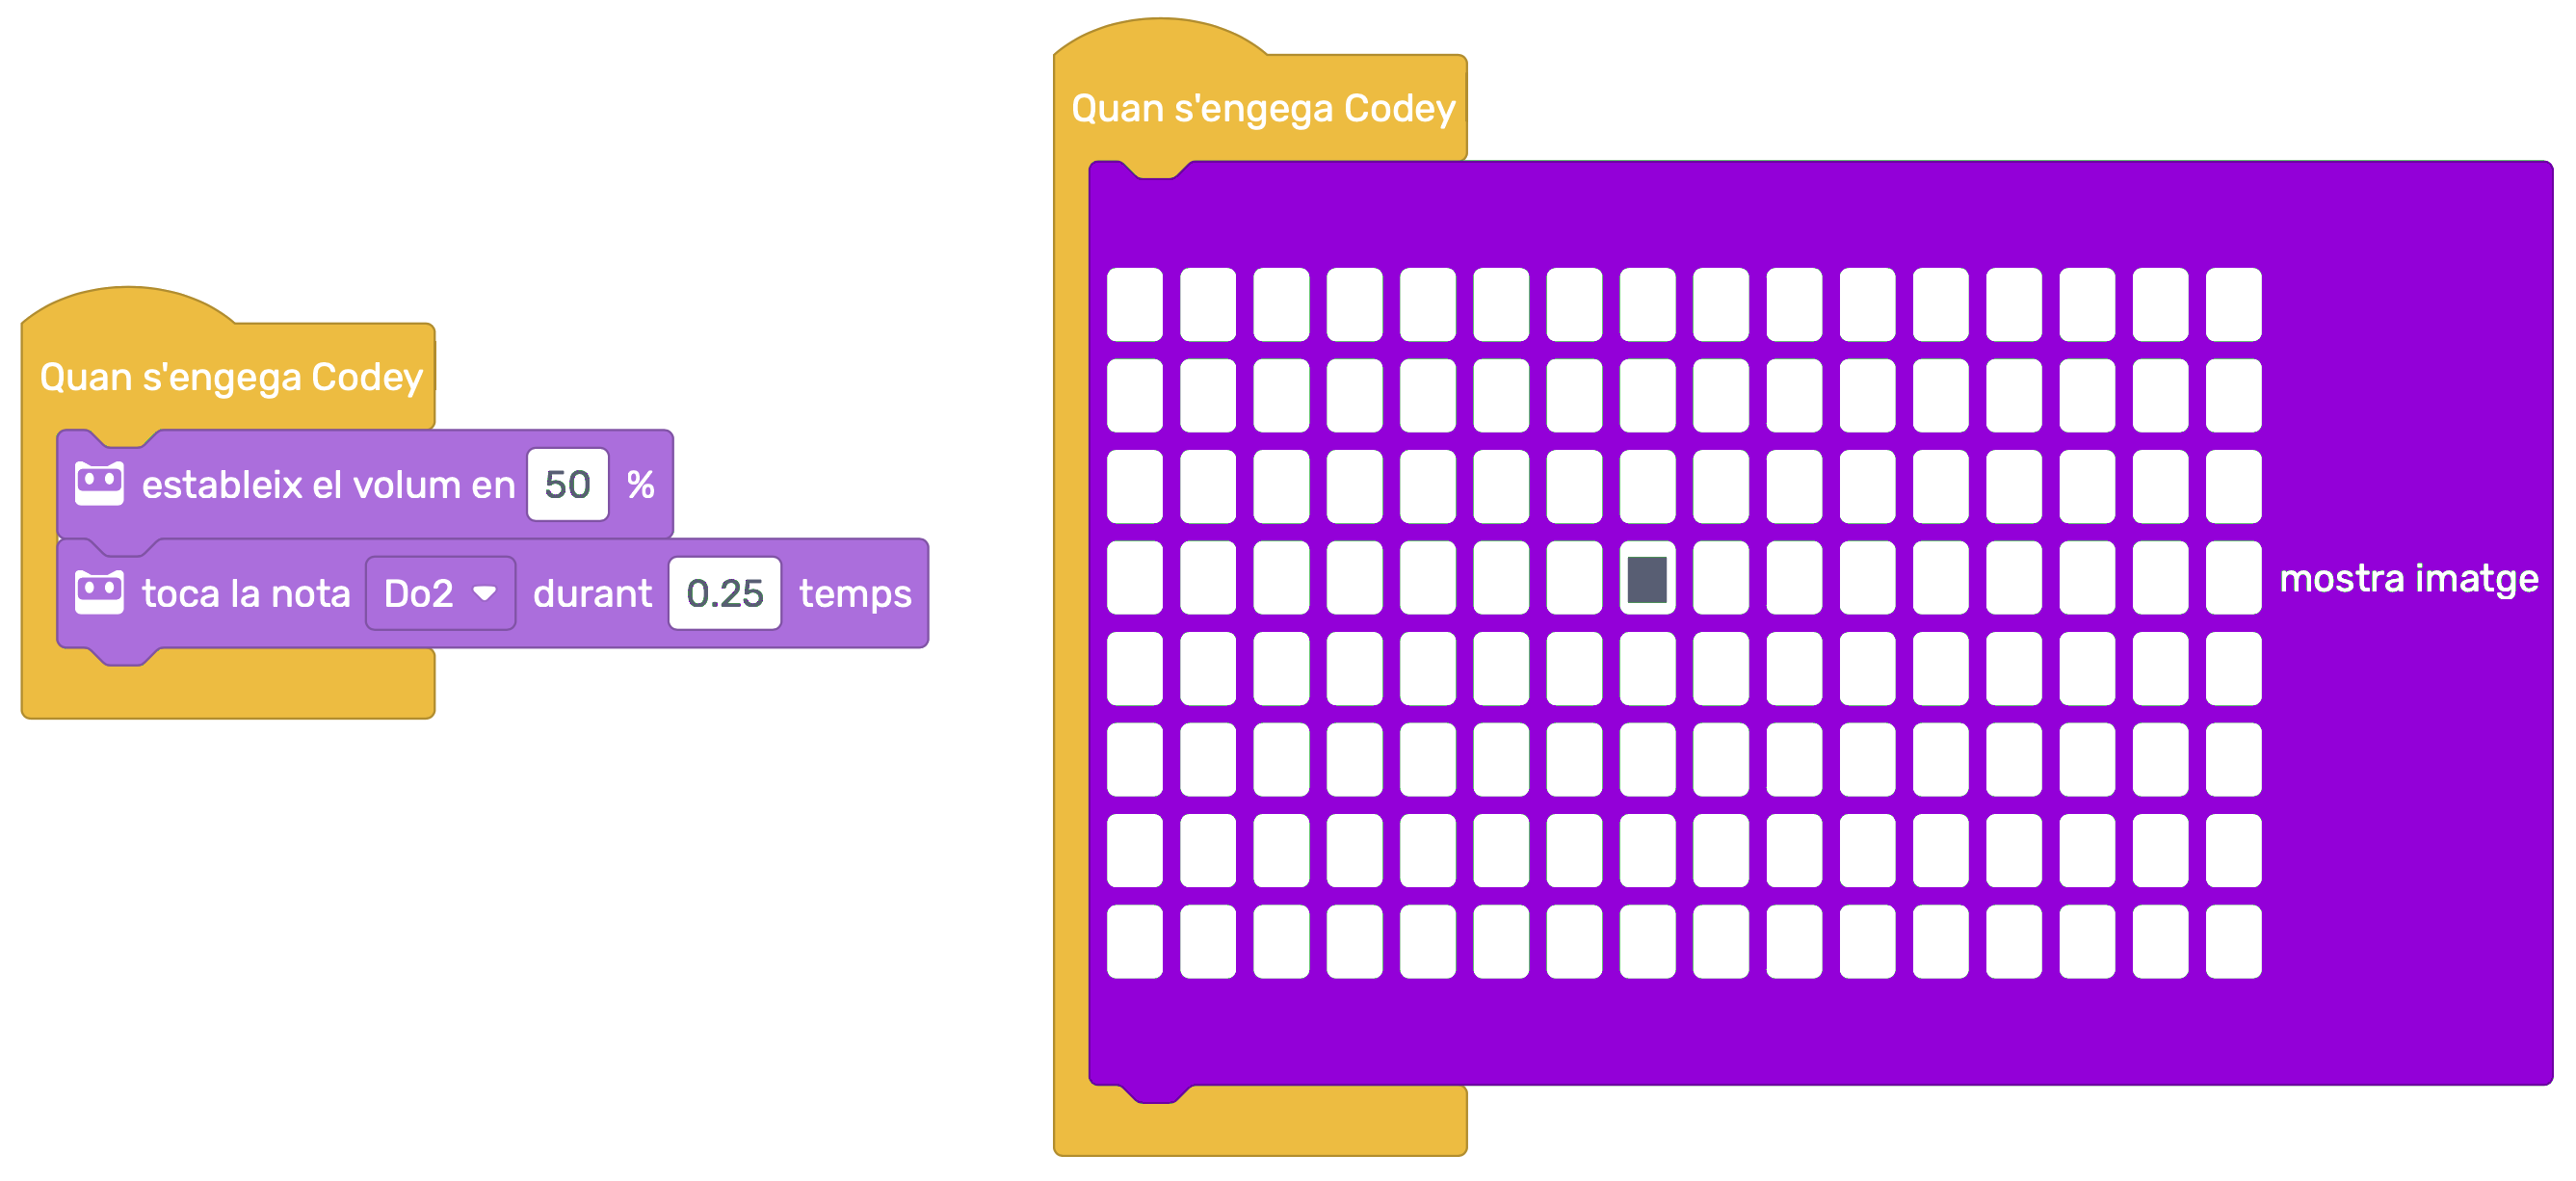 Quan s'engega Codey
estableix el volum en 50 %
toca la nota Do2 durant 0.25 temps
Quan s'engega Codey
mostra imatge